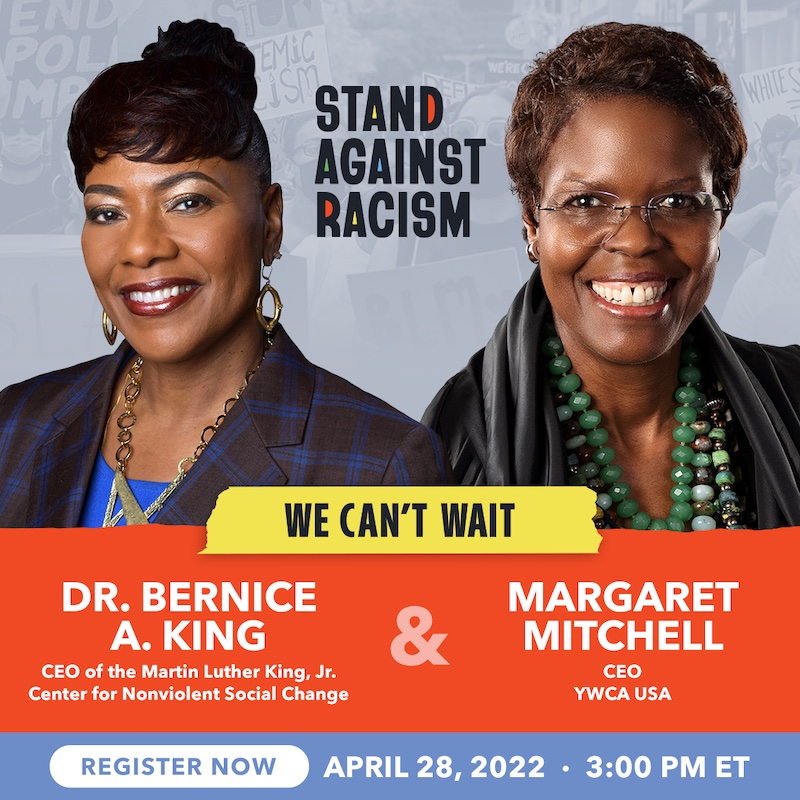 END
STAND
AGAINST
RACISM
WE CAN'T WAIT
DR. BERNICE
A. KING
CEO of the Martin Luther King, Jr.
Center for Nonviolent Social Change
&
MARGARET
MITCHELL
CEO
YWCA USA
REGISTER NOW
APRIL 28, 2022 · 3:00 PM ET